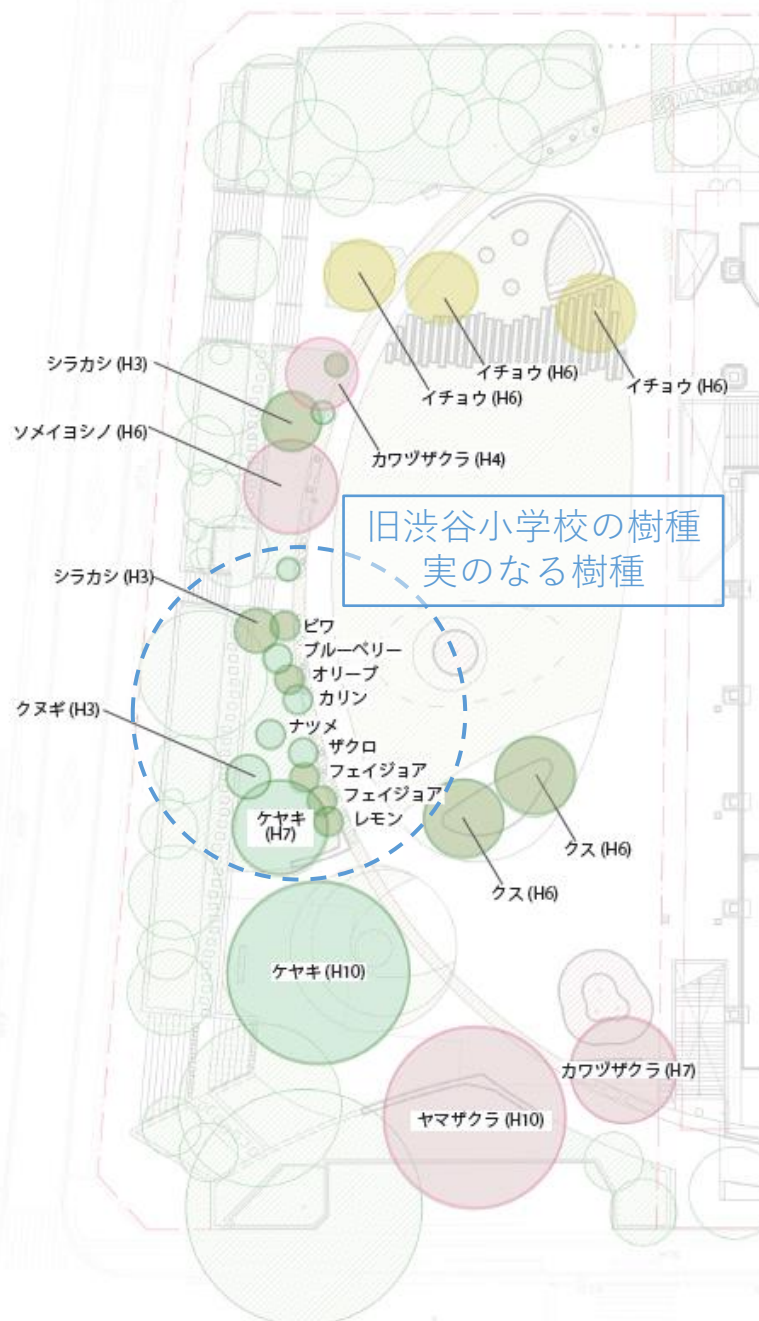 シラカシ (H3)
イチョウ (H6)
イチョウ (H6)
イチョウ (H6)
ソメイヨシノ (H6)
カワヅザクラ (H4)
旧渋谷小学校の樹種
実のなる樹種
シラカシ (H3)
ビワ
ブルーベリー
オリーブ
カリン
クヌギ (H3)
ナツメ
ザクロ
フェイジョア
フェイジョア
レモン
ケヤキ
(H7)
クス (H6)
クス (H6)
ケヤキ (H10)
カワヅザクラ (H7)
ヤマザクラ (H10)